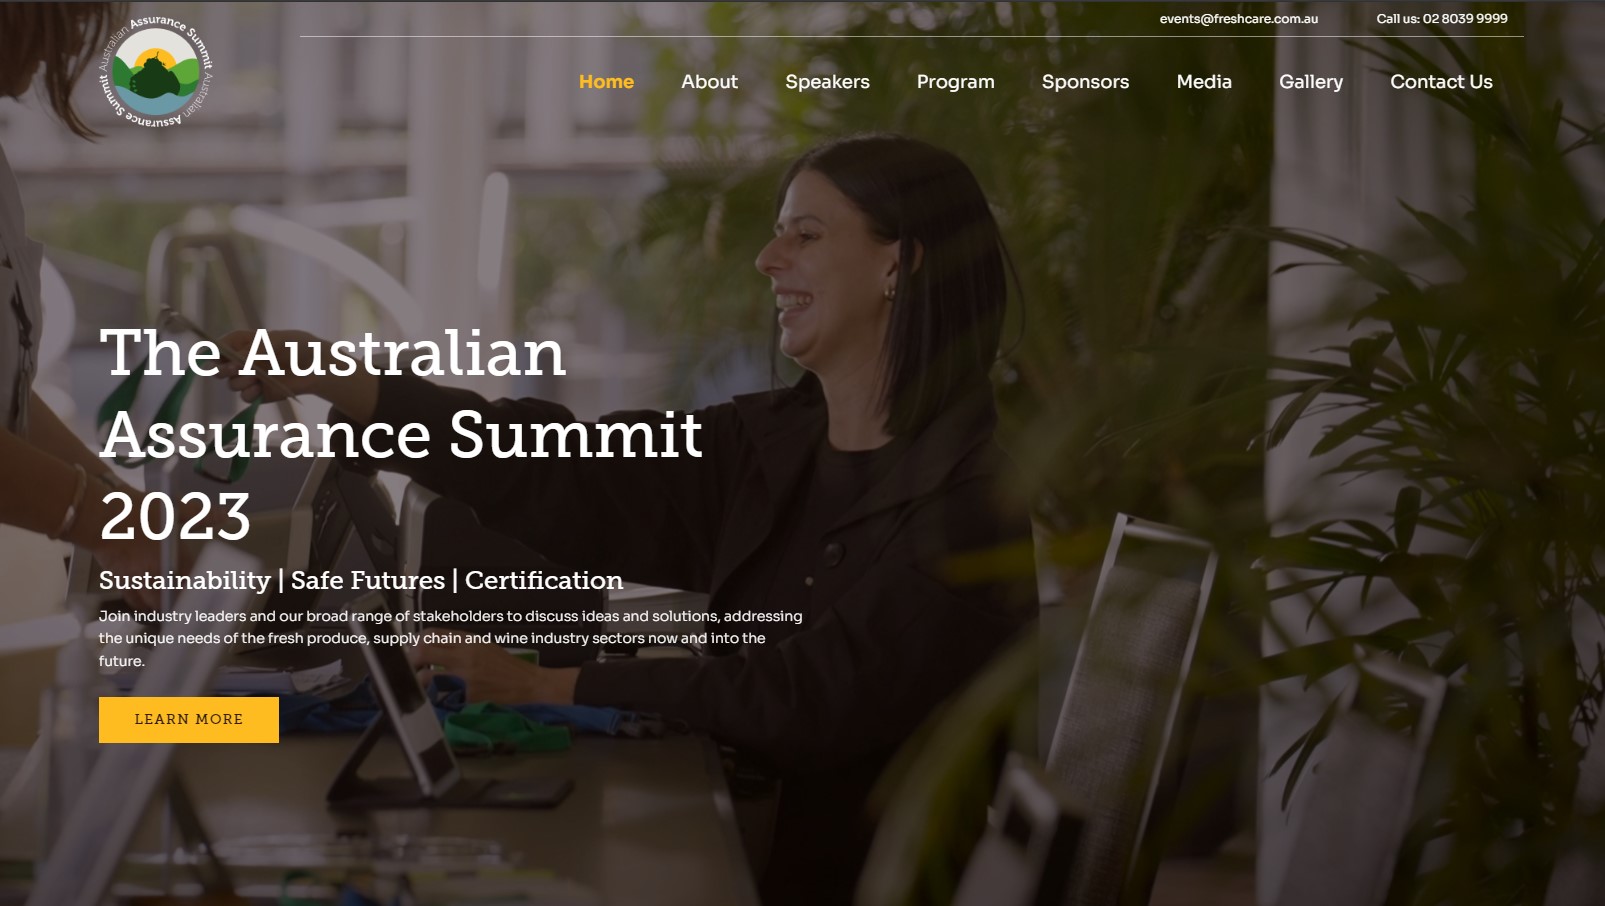 Australian Assurance Summit Australian Assurance Summit
events@freshcare.com.au
Call us: 02 8039 9999
Home About Speakers Program Sponsors Media Gallery Contact Us
The Australian
Assurance Summit
2023
Sustainability | Safe Futures | Certification
Join industry leaders and our broad range of stakeholders to discuss ideas and solutions, addressing
the unique needs of the fresh produce, supply chain and wine industry sectors now and into the
future.
LEARN MORE